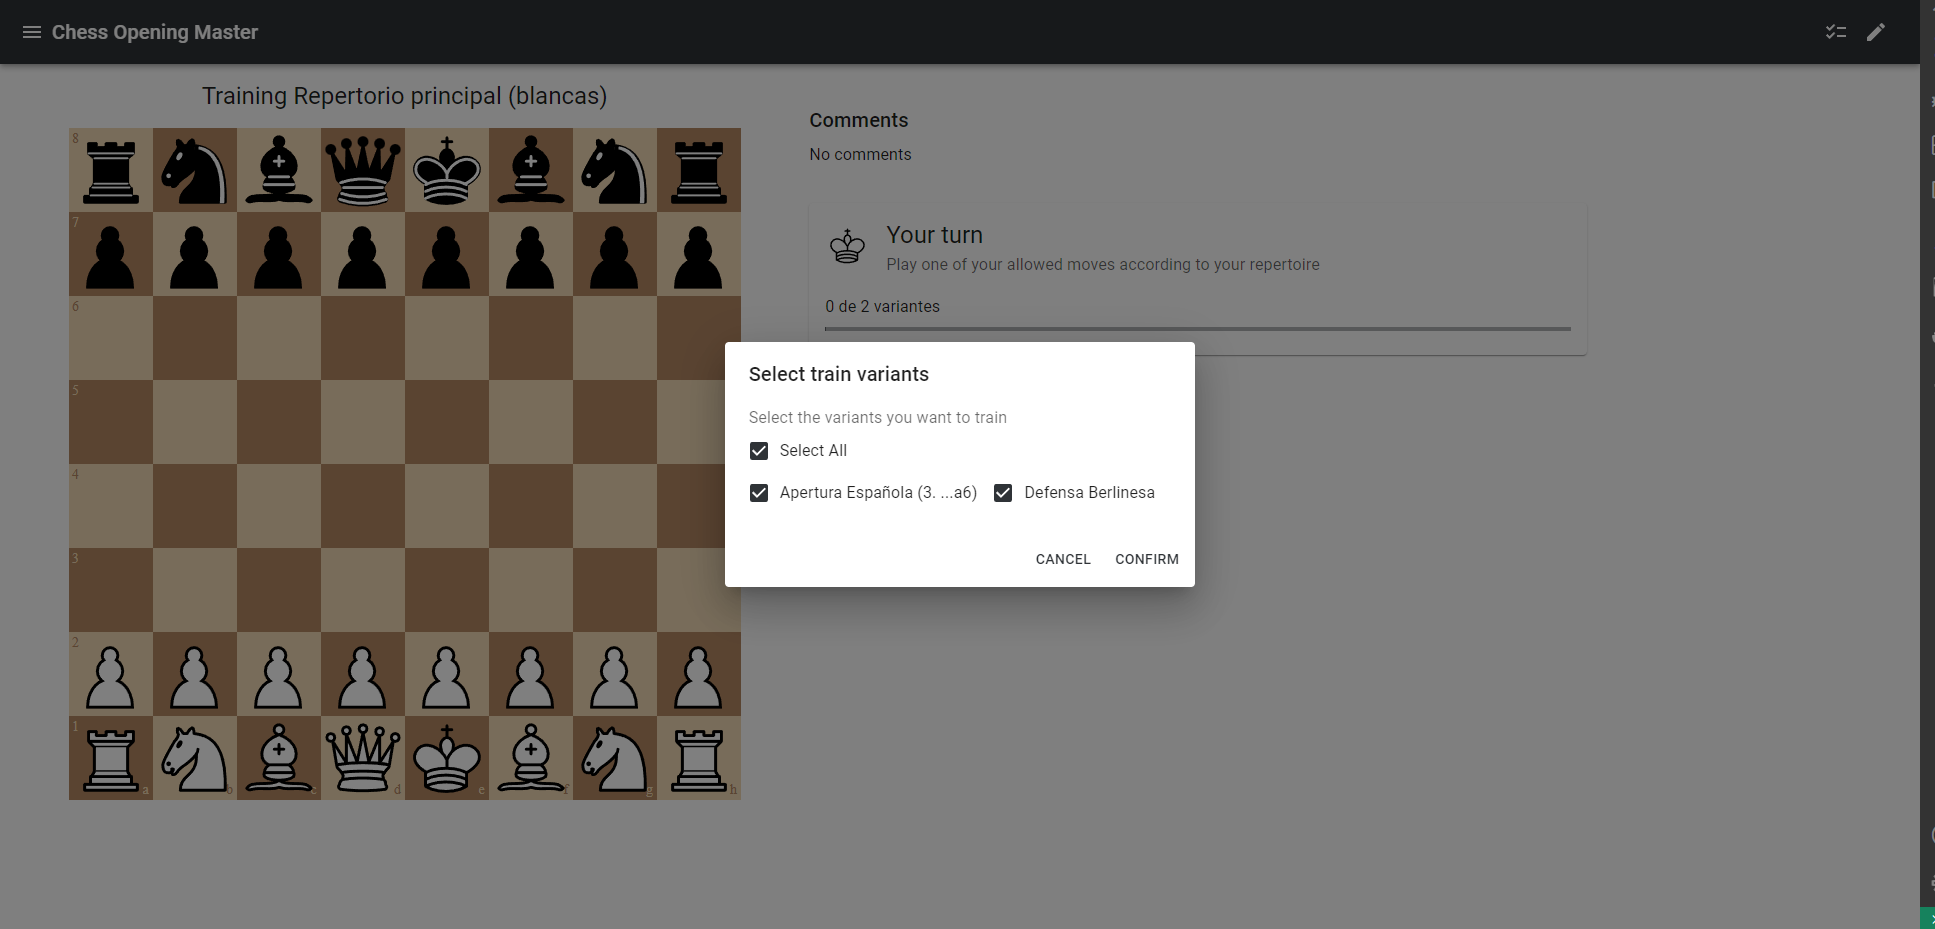 Chess Opening Master
Training Repertorio principal (blancas)
8
7
6
5
4
3
2
1
a b c d e f g h
Comments
No comments
Your turn
Play one of your allowed moves according to your repertoire
0 de 2 variantes
Select train variants
Select the variants you want to train
Select All
Apertura Española (3. ...a6) Defensa Berlinesa
CANCEL CONFIRM